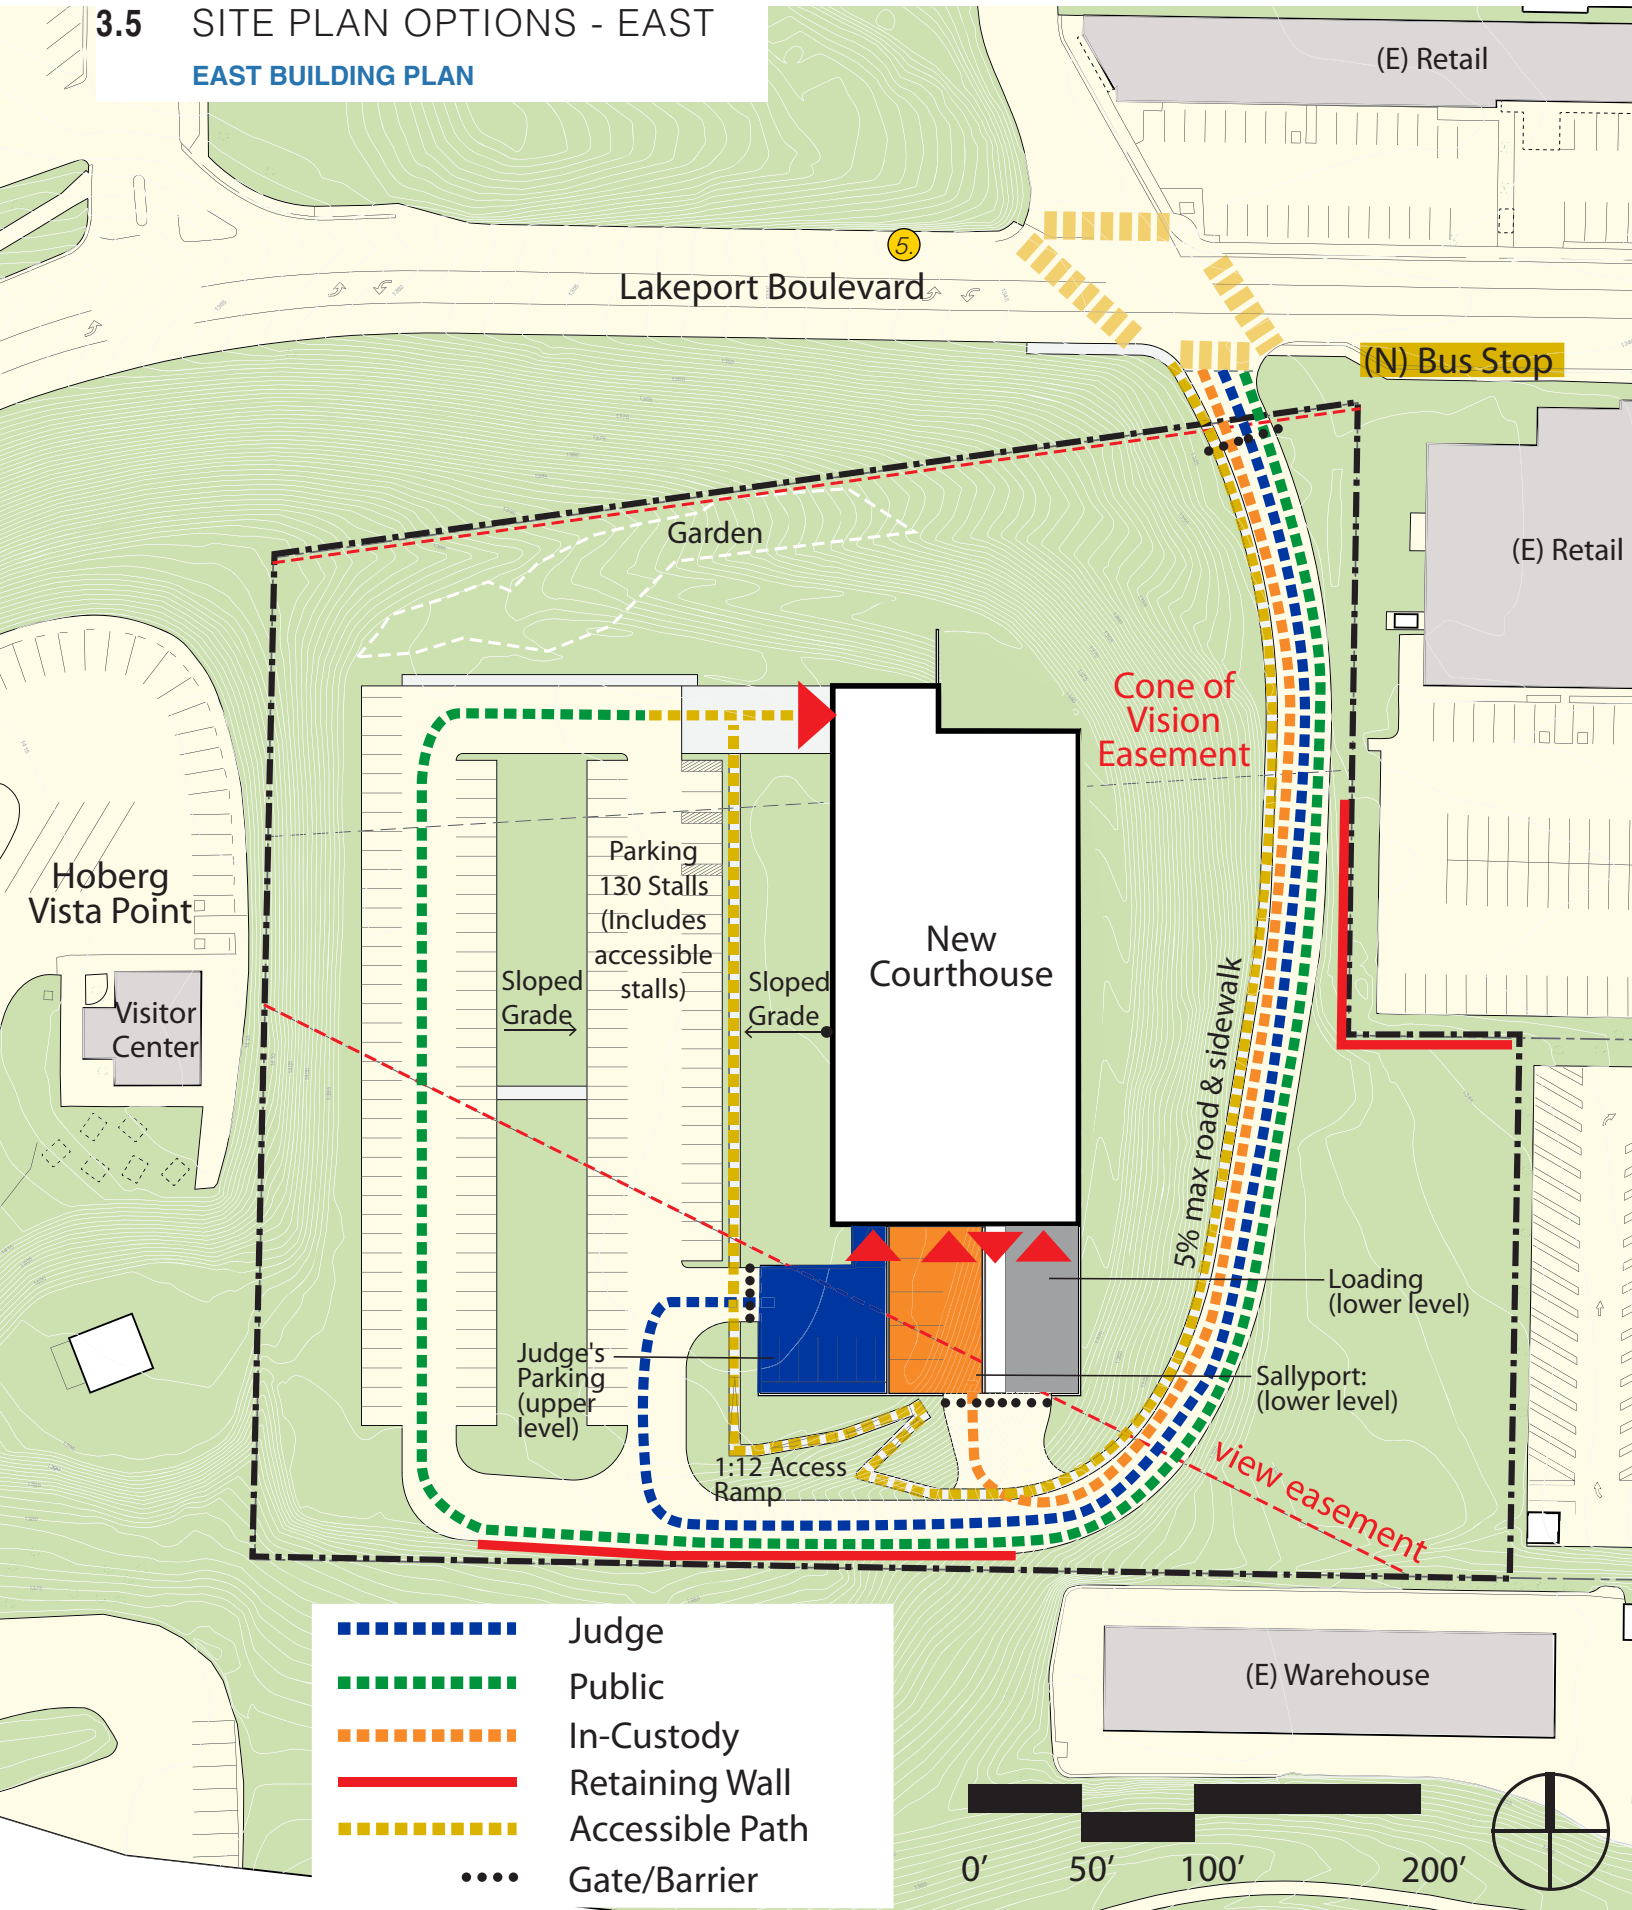 3.5 SITE PLAN OPTIONS - EAST
EAST BUILDING PLAN
(E) Retail
5.
Lakeport Boulevard
(N) Bus Stop
Garden
(E) Retail
Cone of
Vision
Easement
Hoberg
Vista Point
Parking
130 Stalls
(Includes
accessible
stalls)
New
Courthouse
Sloped
Grade
Sloped
Grade
Visitor
Center
5% max road & sidewalk
Loading
(lower level)
Judge's
Parking
(upper
level)
Sallyport:
(lower level)
1:12 Access
Ramp
view easement
Judge
Public
In-Custody
Retaining Wall
Accessible Path
Gate/Barrier
(E) Warehouse
0’ 50’ 100’ 200’